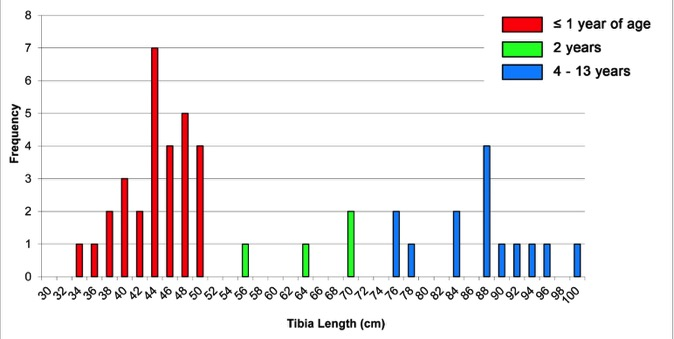 8
7
6
5
4
3
2
1
0
Frequency
≤ 1 year of age
2 years
4 - 13 years
30 32 34 36 38 40 42 44 46 48 50 52 54 56 58 60 62 64 66 68 70 72 74 76 78 80 82 84 86 88 90 92 94 96 98 100
Tibia Length (cm)